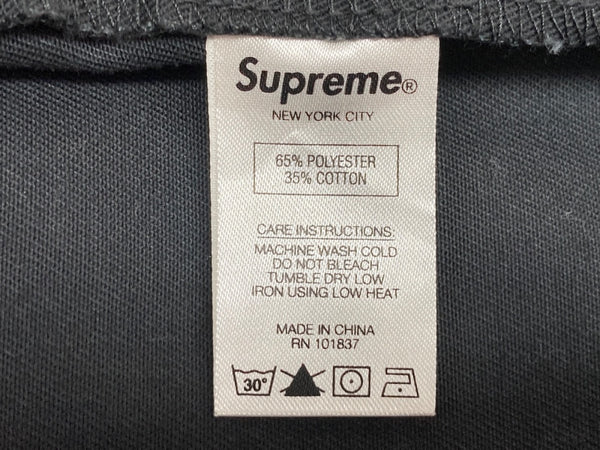 Supreme®
NEW YORK CITY
65% POLYESTER
35% COTTON
CARE INSTRUCTIONS:
MACHINE WASH COLD
DO NOT BLEACH
TUMBLE DRY LOW
IRON USING LOW HEAT
MADE IN CHINA
RN 101837
30°